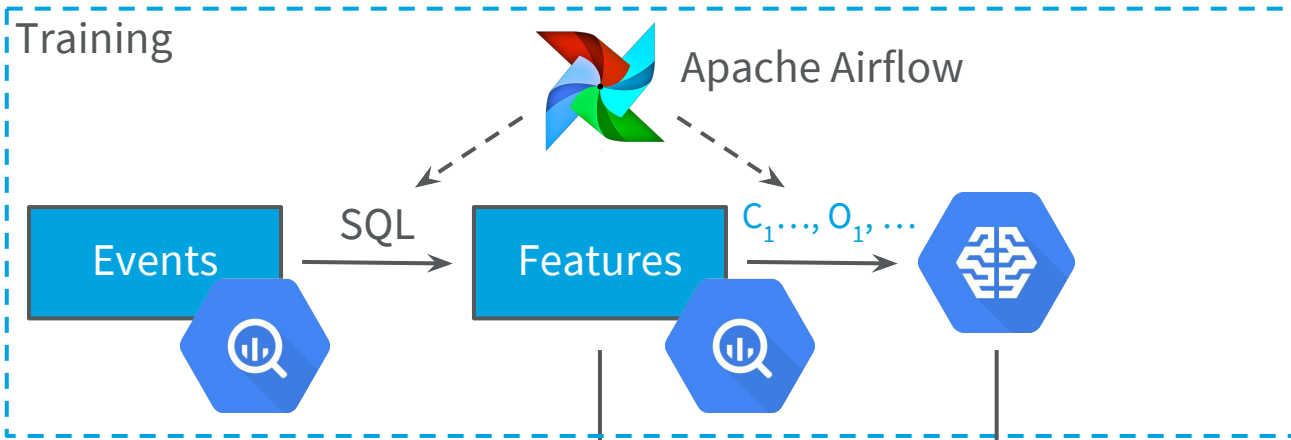 Training
Apache Airflow
SQL
C₁..., O₁, ...
Events
Features